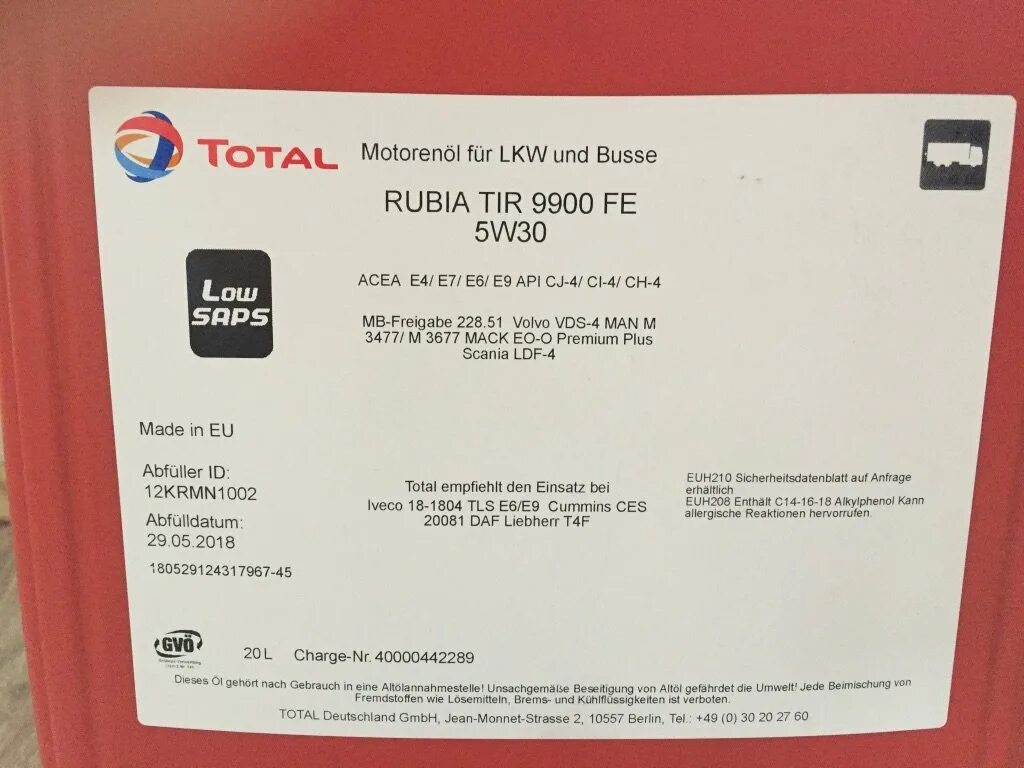 TOTAL Motorenöl für LKW und Busse
RUBIA TIR 9900 FE
5W30
LOW
SAPS
ACEA E4/ E7/ E6/ E9 API CJ-4/ CI-4/ CH-4
MB-Freigabe 228.51 Volvo VDS-4 MAN M
3477/ M 3677 MACK EO-O Premium Plus
Scania LDF-4
Made in EU
Abfüller ID:
12KRMN1002
Abfülldatum:
29.05.2018
180529124317967-45
Total empfiehlt den Einsatz bei
Iveco 18-1804 TLS E6/E9 Cummins CES
20081 DAF Liebherr T4F
EUH210 Sicherheitsdatenblatt auf Anfrage
erhältlich
EUH208 Enthält C14-16-18 Alkylphenol Kann
allergische Reaktionen hervorrufen.
GVÖ
20 L Charge-Nr. 40000442289
Dieses Öl gehört nach Gebrauch in eine Altölannahmestelle! Unsachgemäße Beseitigung von Altöl gefährdet die Umwelt! Jede Beimischung von
Fremdstoffen wie Lösemitteln, Brems- und Kühlflüssigkeiten ist verboten.
TOTAL Deutschland GmbH, Jean-Monnet-Strasse 2, 10557 Berlin, Tel.: +49 (0) 30 20 27 60